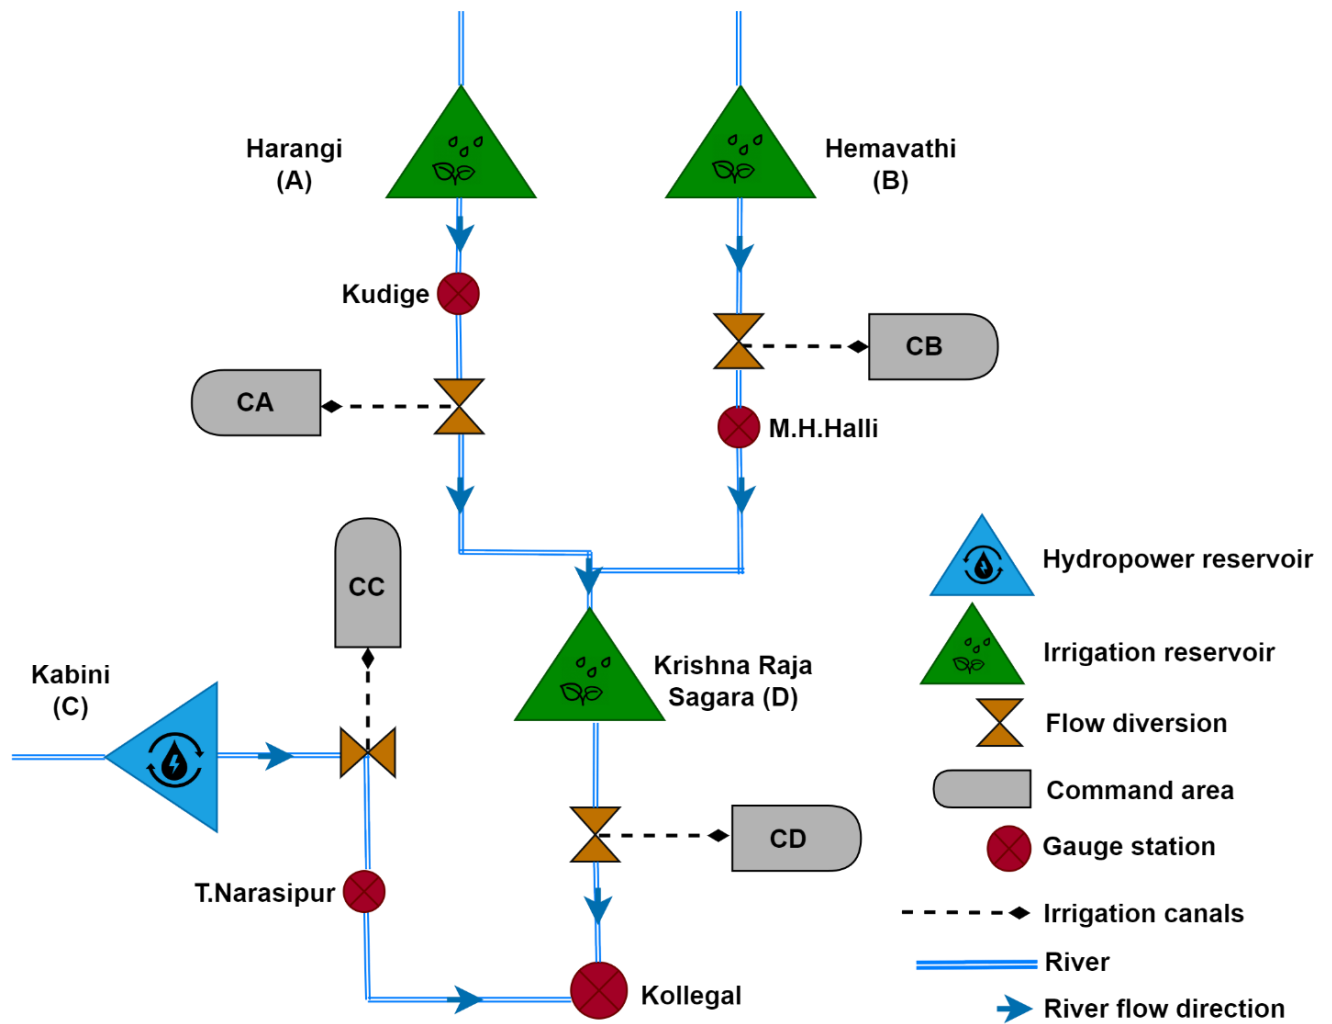 Harangi
(A)
Hemavathi
(B)
Kudige
CA
CB
M.H.Halli
CC
Kabini
(C)
Krishna Raja
Sagara (D)
CD
T.Narasipur
Kollegal
Hydropower reservoir
Irrigation reservoir
Flow diversion
Command area
Gauge station
Irrigation canals
River
River flow direction